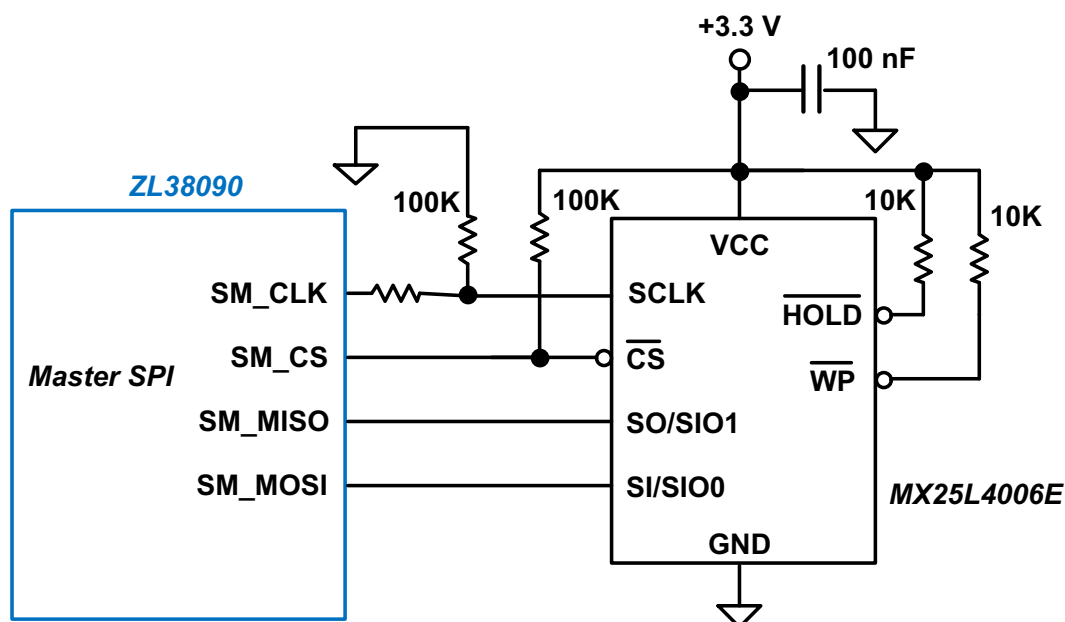 +3.3 V
100 nF
ZL38090
100K
100K
10K
10K
VCC
SM_CLK
SCLK
HOLD
Master SPI
SM_CS
CS
WP
SM_MISO
SO/SIO1
SM_MOSI
SI/SIO0
MX25L4006E
GND